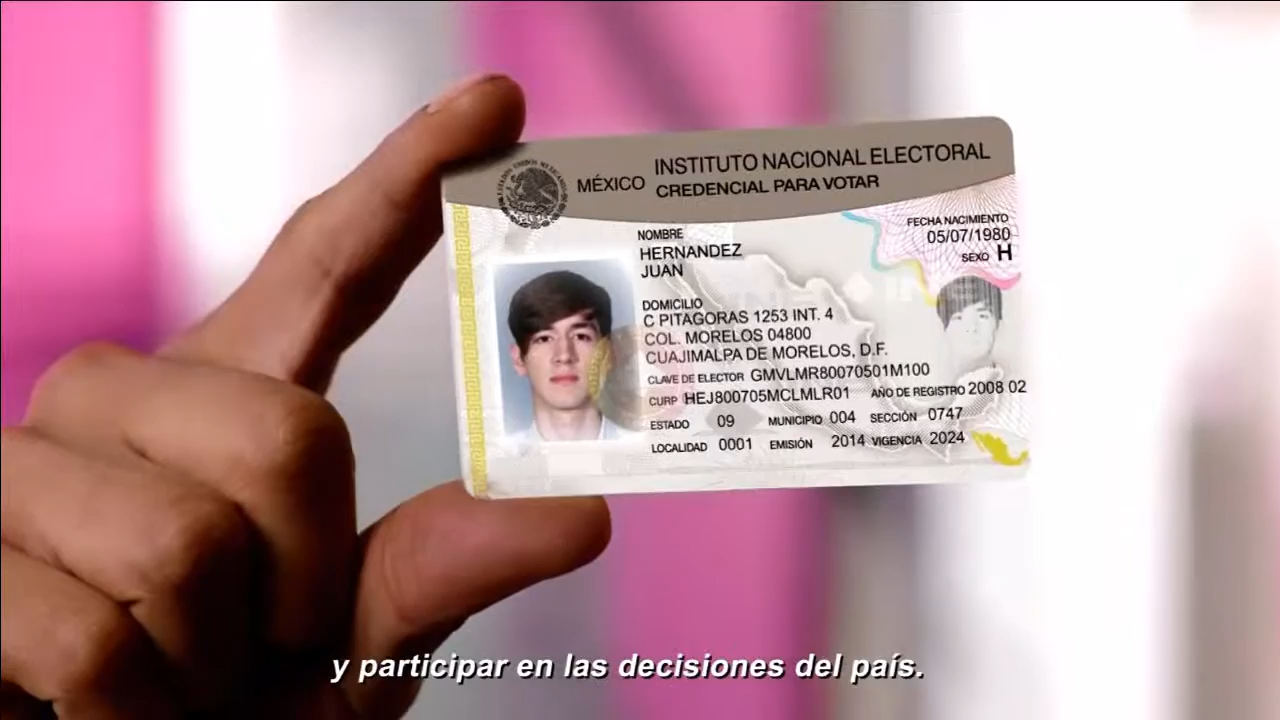 MÉXICO
INSTITUTO NACIONAL ELECTORAL
CREDENCIAL PARA VOTAR
NOMBRE
HERNANDEZ
JUAN
FECHA NACIMIENTO
05/07/1980
SEXO H
DOMICILIO
C PITAGORAS 1253 INT. 4
COL. MORELOS 04800
CUAJIMALPA DE MORELOS, D.F.
CLAVE DE ELECTOR GMVLMR80070501M100
CURP HEJ800705MCLMLR01 AÑO DE REGISTRO 2008 02
ESTADO 09 MUNICIPIO 004 SECCIÓN 0747
LOCALIDAD 0001 EMISIÓN 2014 VIGENCIA 2024
y participar en las decisiones del país.